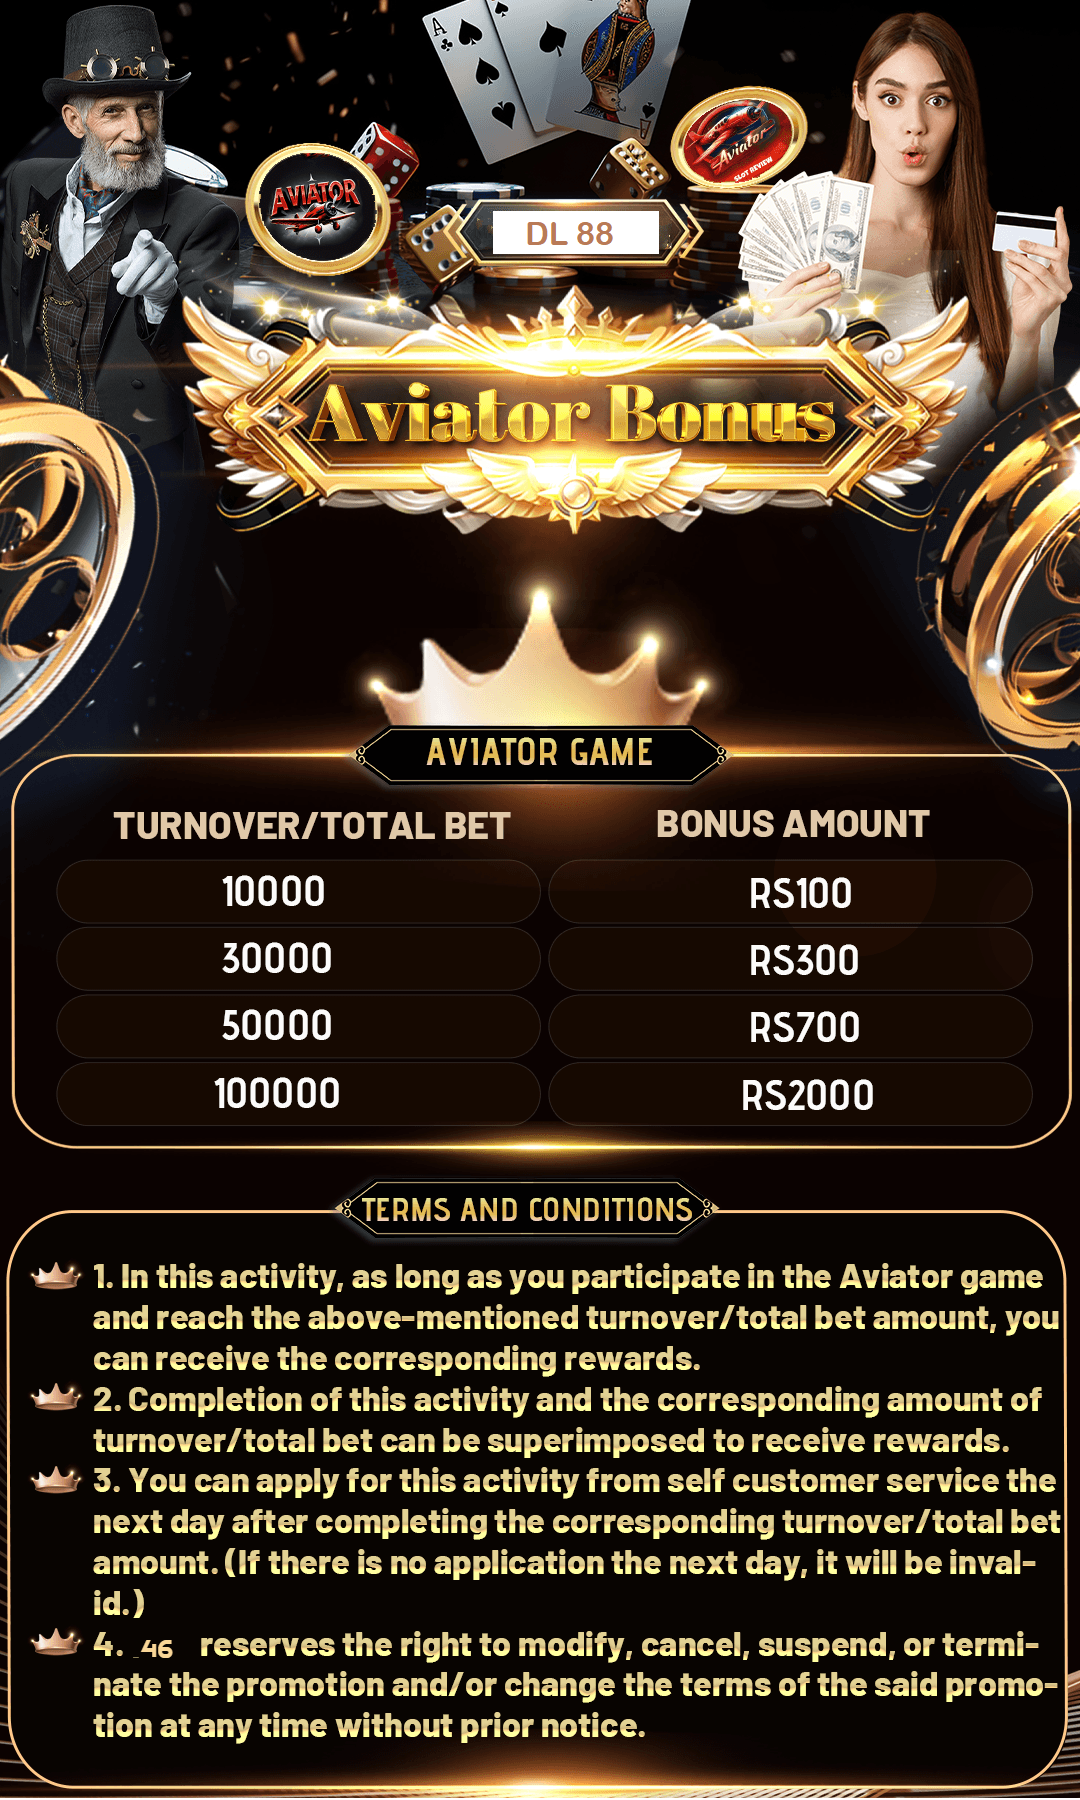 A
AVIATOR
Aviator
SLOT REVIEW
DL 88
Aviator Bonus
AVIATOR GAME
TURNOVER/TOTAL BET BONUS AMOUNT
10000 RS100
30000 RS300
50000 RS700
100000 RS2000
TERMS AND CONDITIONS
1. In this activity, as long as you participate in the Aviator game
and reach the above-mentioned turnover/total bet amount, you
can receive the corresponding rewards.
2. Completion of this activity and the corresponding amount of
turnover/total bet can be superimposed to receive rewards.
3. You can apply for this activity from self customer service the
next day after completing the corresponding turnover/total bet
amount. (If there is no application the next day, it will be inval-
id.)
4. 46 reserves the right to modify, cancel, suspend, or termi-
nate the promotion and/or change the terms of the said promo-
tion at any time without prior notice.